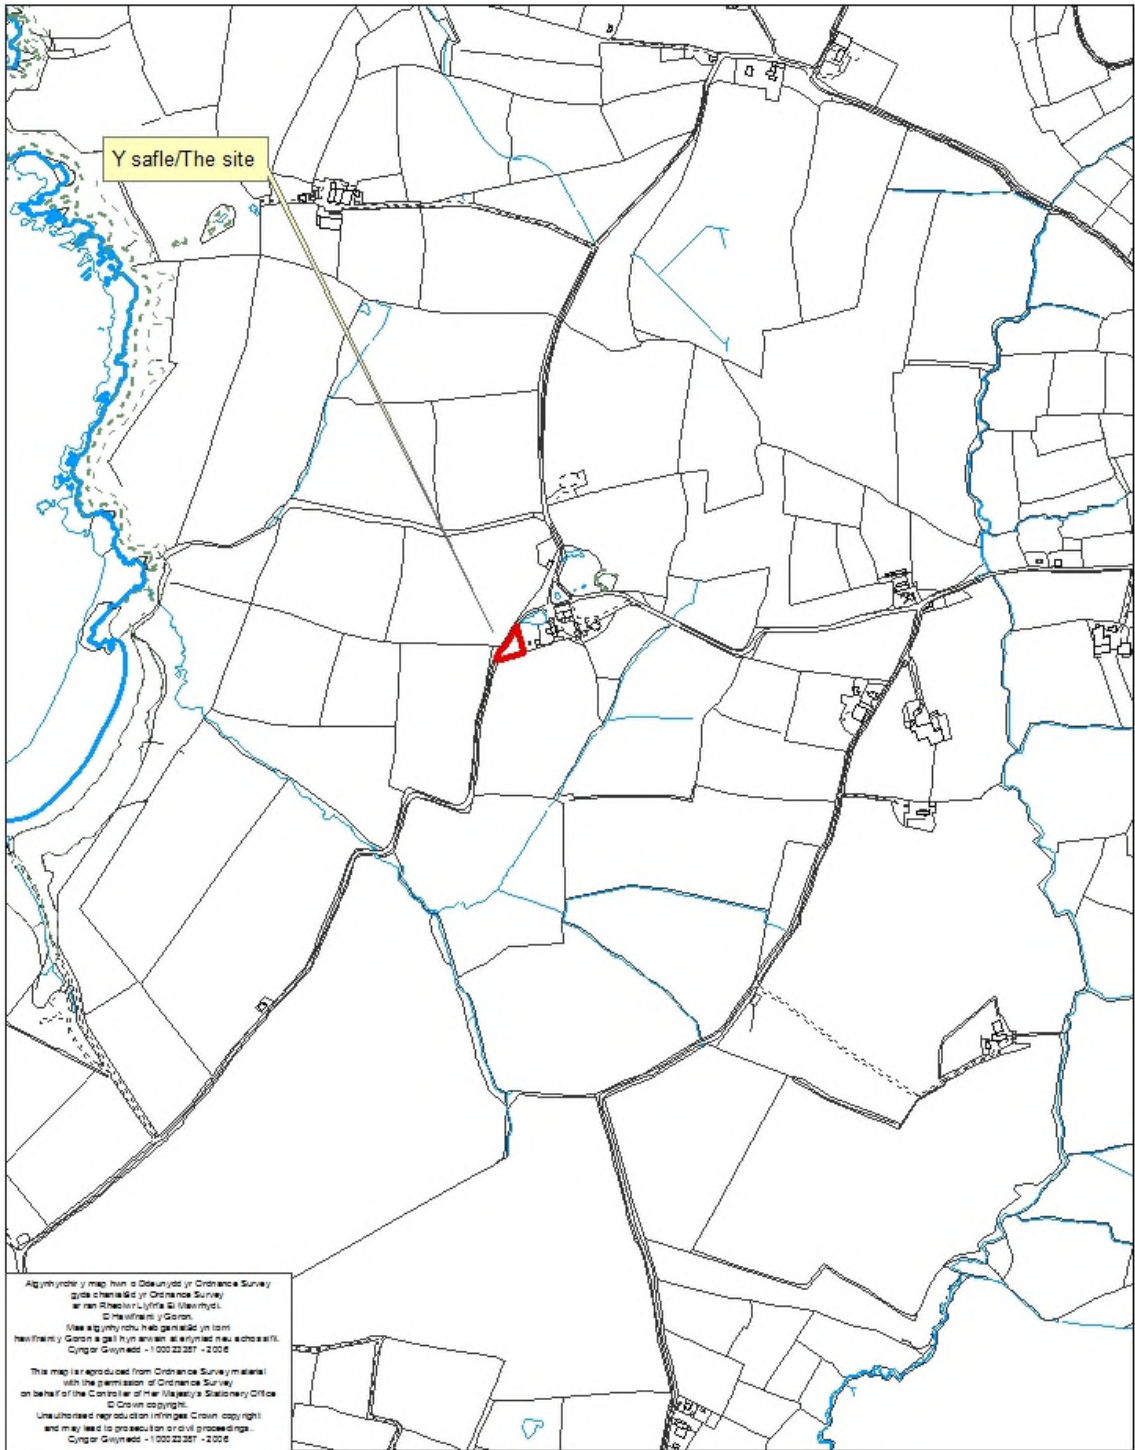 Y safle/The site
Atgynhyrchir y map hwn o Ddeunydd yr Ordnance Survey
gyda chaniatâd yr Ordnance Survey
ar ran Rheolwr Llyfrfa Ei Mawrhydi.
© Hawlfraint y Goron.
Mae atgynhyrchu heb ganiatâd yn torri
hawlfraint y Goron a gall hyn arwain at erlyniad neu achos sifil.
Cyngor Gwynedd - 100023387 - 2008
This map is reproduced from Ordnance Survey material
with the permission of Ordnance Survey
on behalf of the Controller of Her Majesty's Stationery Office
© Crown copyright.
Unauthorised reproduction infringes Crown copyright
and may lead to prosecution or civil proceedings.
Cyngor Gwynedd - 100023387 - 2008